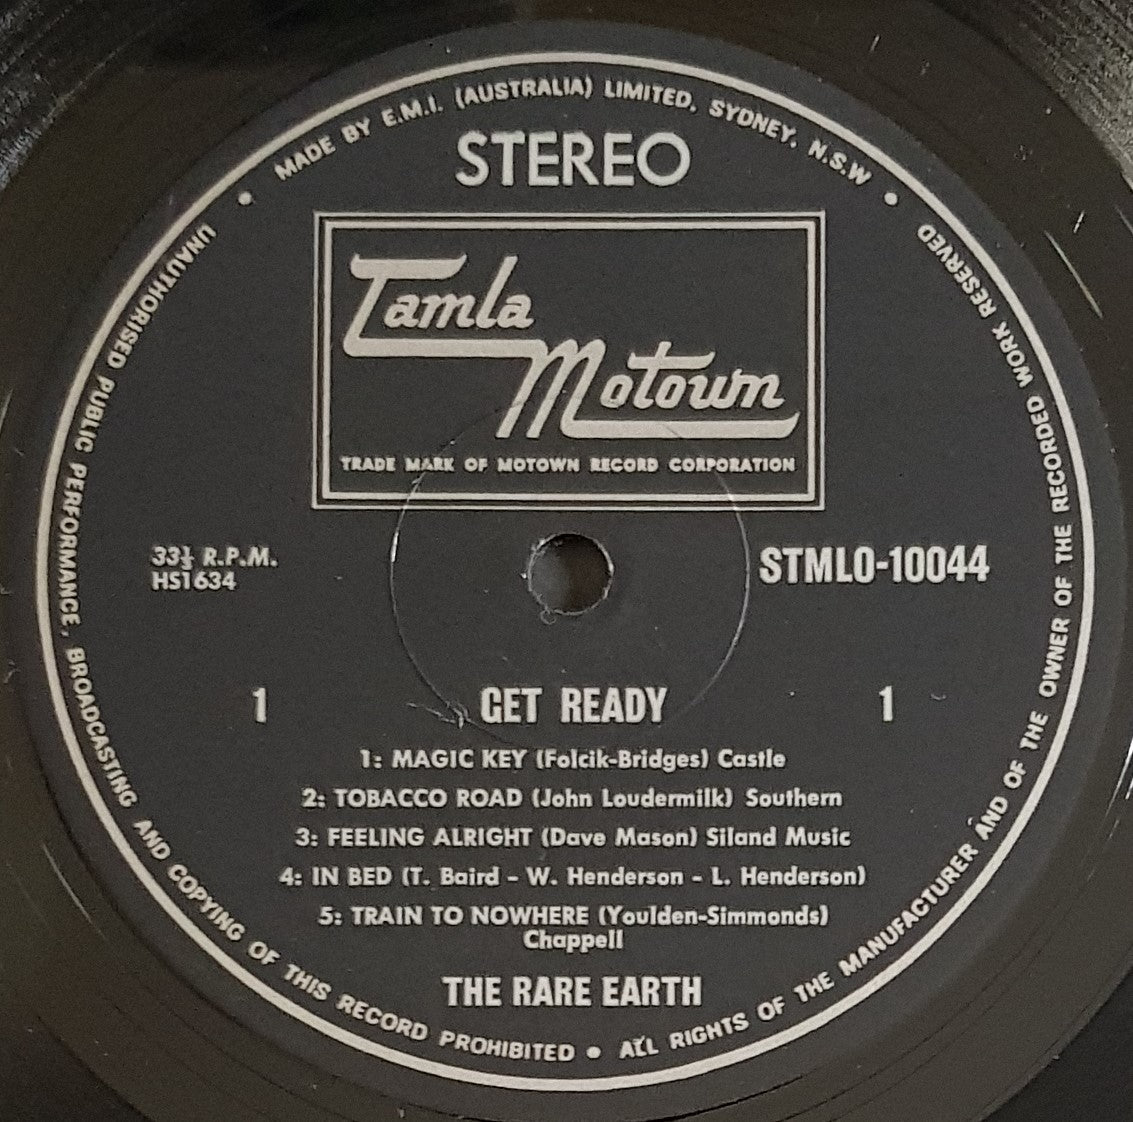 MADE BY E.M.I. (AUSTRALIA) LIMITED, SYDNEY, N.S.W
STEREO
Tamla
Motown
TRADE MARK OF MOTOWN RECORD CORPORATION
33⅓ R.P.M.
HS1634
STMLO-10044
1 GET READY 1
1: MAGIC KEY (Folcik-Bridges) Castle
2: TOBACCO ROAD (John Loudermilk) Southern
3: FEELING ALRIGHT (Dave Mason) Siland Music
4: IN BED (T. Baird - W. Henderson - L. Henderson)
5: TRAIN TO NOWHERE (Youlden-Simmonds)
Chappell
THE RARE EARTH
UNAUTHORISED PUBLIC PERFORMANCE, BROADCASTING AND COPYING OF THIS RECORD PROHIBITED • ALL RIGHTS OF THE MANUFACTURER AND OF THE OWNER OF THE RECORDED WORK RESERVED